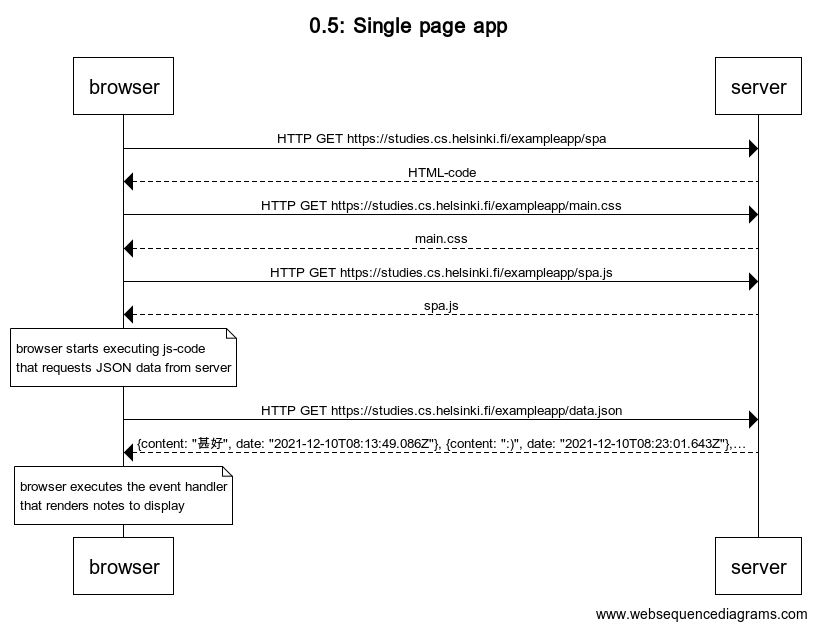 0.5: Single page app
browser
server
HTTP GET https://studies.cs.helsinki.fi/exampleapp/spa
HTML-code
HTTP GET https://studies.cs.helsinki.fi/exampleapp/main.css
main.css
HTTP GET https://studies.cs.helsinki.fi/exampleapp/spa.js
spa.js
browser starts executing js-code
that requests JSON data from server
HTTP GET https://studies.cs.helsinki.fi/exampleapp/data.json
{content: "甚好", date: "2021-12-10T08:13:49.086Z"}, {content: ":)", date: "2021-12-10T08:23:01.643Z"},...
browser executes the event handler
that renders notes to display
browser
server
www.websequencediagrams.com